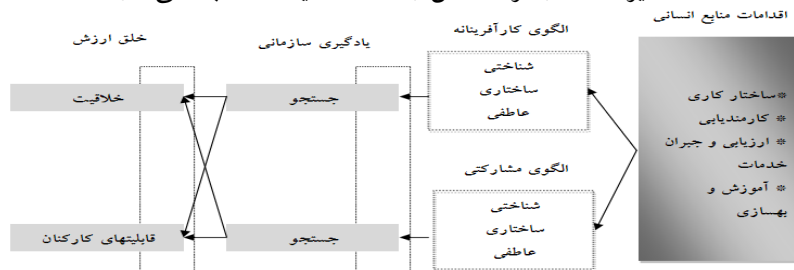 اقدامات منابع انسانی
*ساختار کاری
* کارمندیابی
* ارزیابی و جبران
خدمات
* آموزش و
بهسازی
الگوی کارآفرینانه
شناختی
ساختاری
عاطفی
الگوی مشارکتی
شناختی
ساختاری
عاطفی
یادگیری سازمانی
جستجو
جستجو
خلق ارزش
خلاقیت
قابلیتهای کارکنان